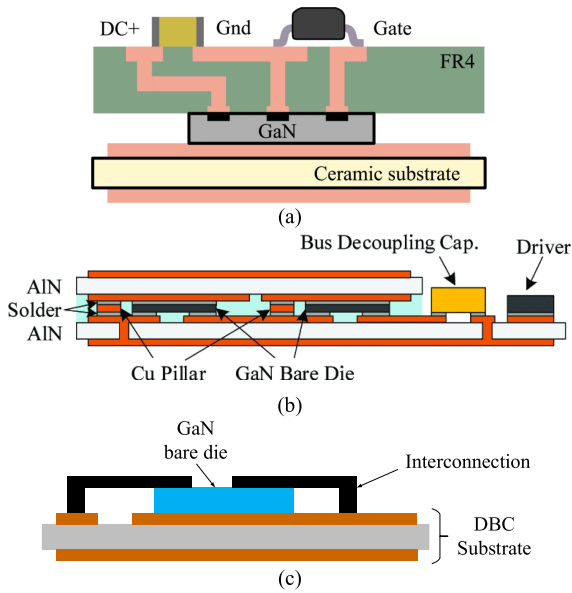 DC+ Gnd Gate
FR4
GaN
Ceramic substrate
(a)
Bus Decoupling Cap. Driver
AlN
Solder
AlN
Cu Pillar GaN Bare Die
(b)
GaN
bare die
Interconnection
DBC
Substrate
(c)